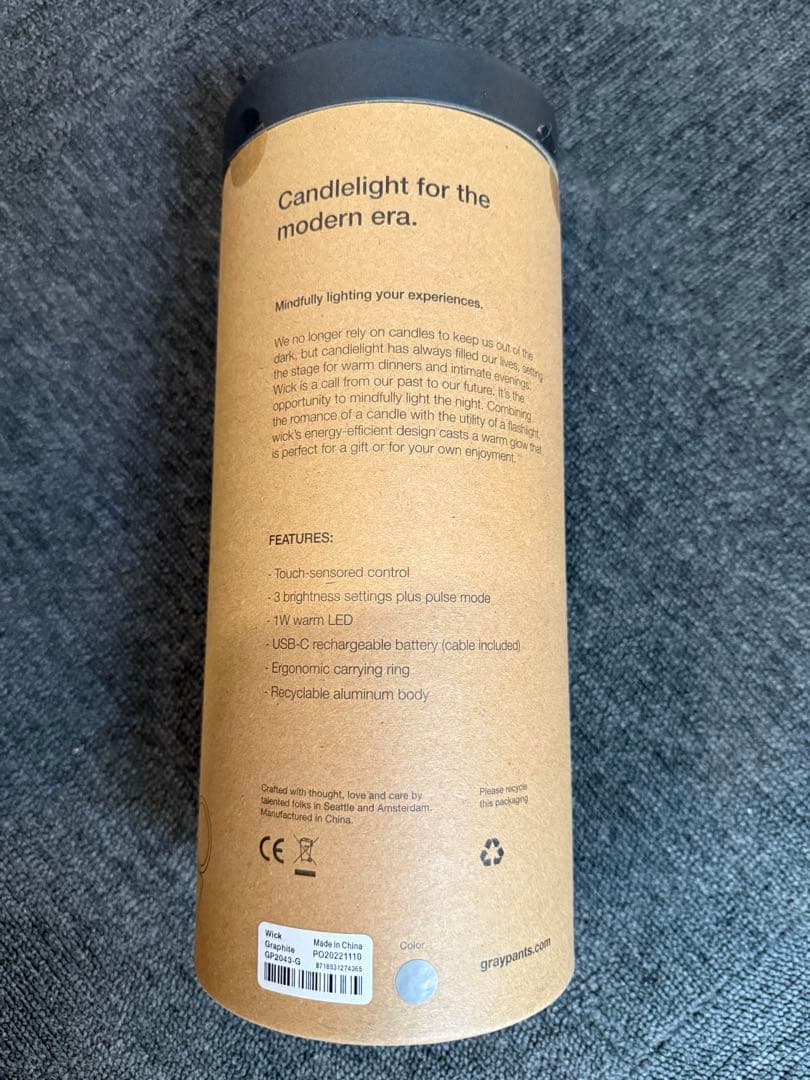 Candlelight for the
modern era.
Mindfully lighting your experiences.
We no longer rely on candles to keep us out of the
dark, but candlelight has always filled our lives, setting
the stage for warm dinners and intimate evenings.
Wick is a call from our past to our future. It's the
opportunity to mindfully light the night. Combining
the romance of a candle with the utility of a flashlight,
wick's energy-efficient design casts a warm glow that
is perfect for a gift or for your own enjoyment.
FEATURES:
- Touch-sensored control
- 3 brightness settings plus pulse mode
- 1W warm LED
- USB-C rechargeable battery (cable included)
- Ergonomic carrying ring
- Recyclable aluminum body
Crafted with thought, love and care by
talented folks in Seattle and Amsterdam.
Manufactured in China.
Please recycle
this packaging
CE
Wick
Graphite Made in China
GP2043-G PO20221110
8718531274365
Color
graypants.com